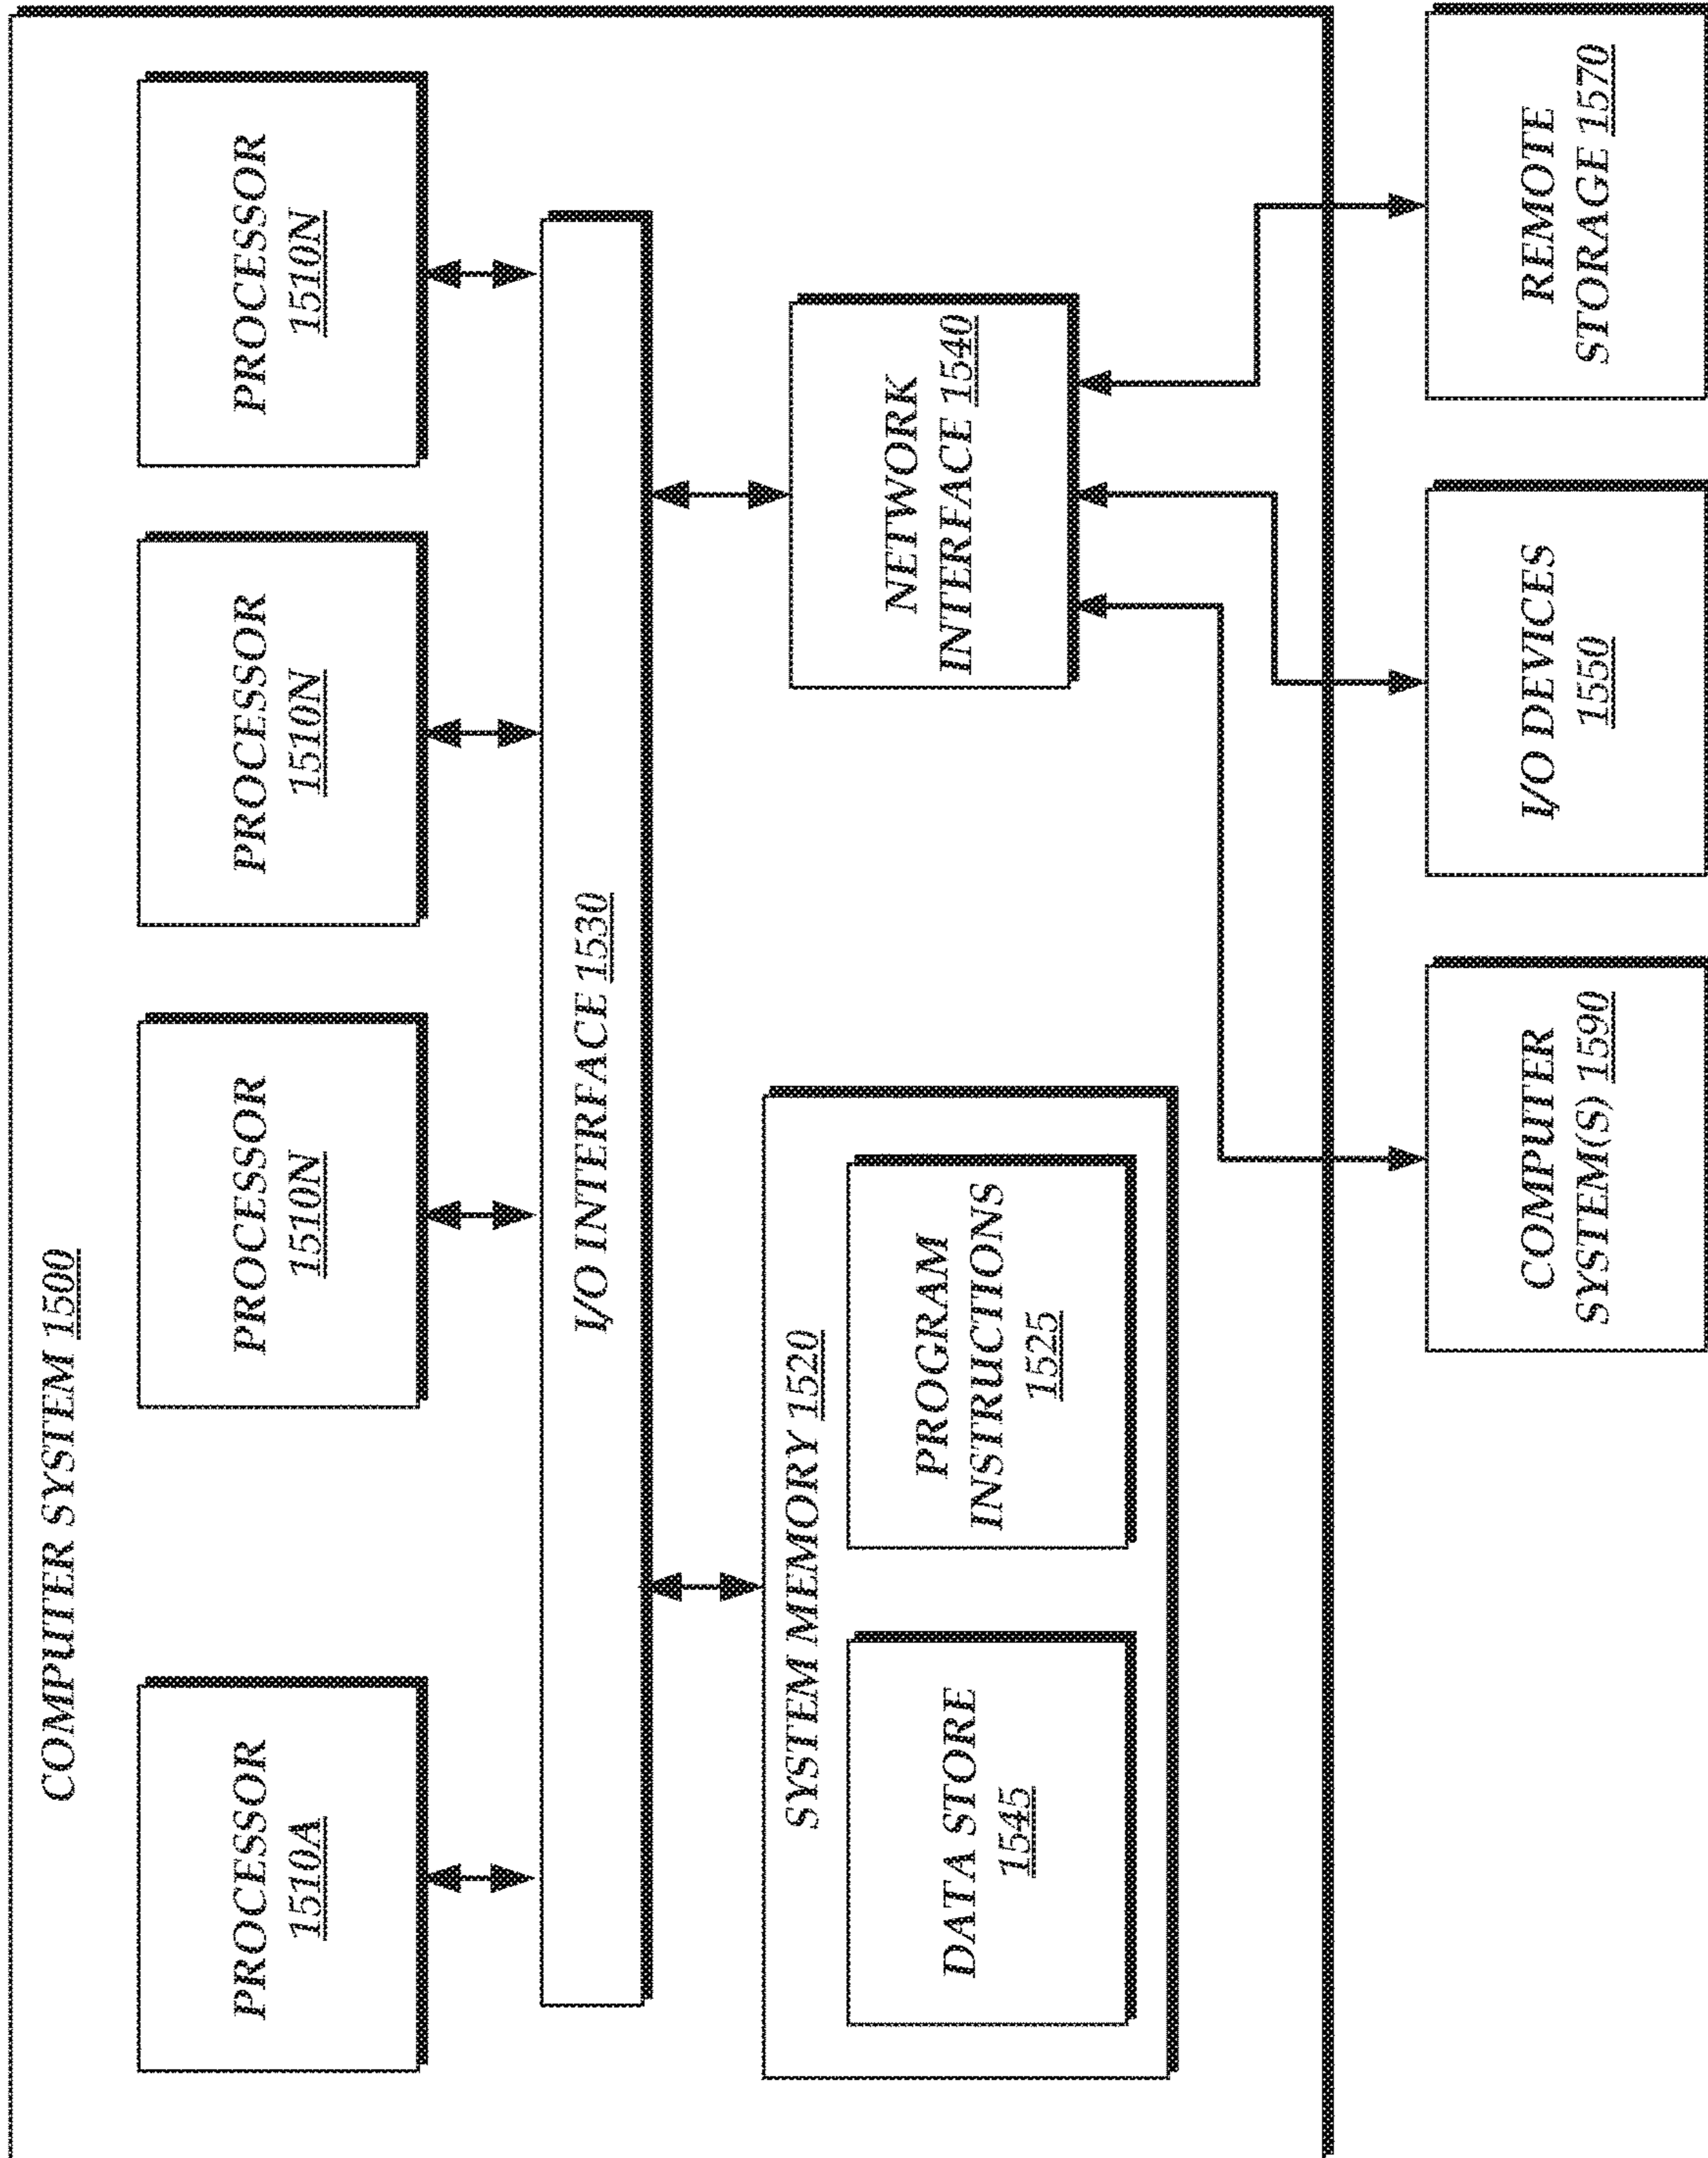 COMPUTER SYSTEM 1500
PROCESSOR
1510A
PROCESSOR
1510N
PROCESSOR
1510N
PROCESSOR
1510N
I/O INTERFACE 1530
SYSTEM MEMORY 1520
DATA STORE
1545
PROGRAM
INSTRUCTIONS
1525
NETWORK
INTERFACE 1540
COMPUTER
SYSTEM(S) 1590
I/O DEVICES
1550
REMOTE
STORAGE 1570